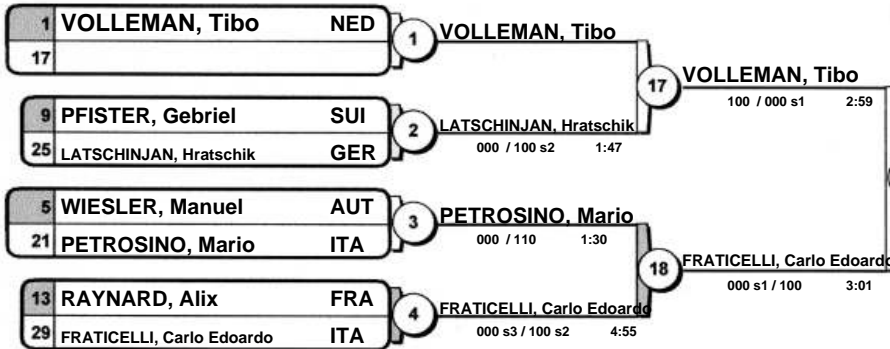 1 VOLLEMAN, Tibo NED
17
1 VOLLEMAN, Tibo
9 PFISTER, Gebriel SUI
25 LATSCHINJAN, Hratschik GER
2 LATSCHINJAN, Hratschik
000 / 100 s2 1:47
17 VOLLEMAN, Tibo
100 / 000 s1 2:59
5 WIESLER, Manuel AUT
21 PETROSINO, Mario ITA
3 PETROSINO, Mario
000 / 110 1:30
13 RAYNARD, Alix FRA
29 FRATICELLI, Carlo Edoardo ITA
4 FRATICELLI, Carlo Edoardo
000 s3 / 100 s2 4:55
18 FRATICELLI, Carlo Edoardo
000 s1 / 100 3:01